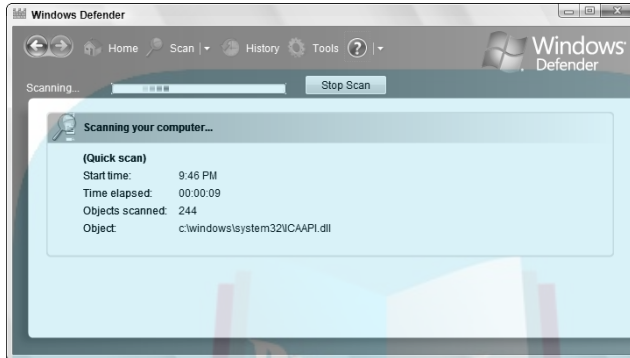 Windows Defender
Home Scan History Tools ?
Windows
Defender
Scanning...
Stop Scan
Scanning your computer...
(Quick scan)
Start time: 9:46 PM
Time elapsed: 00:00:09
Objects scanned: 244
Object: c:\windows\system32\ICAAPI.dll